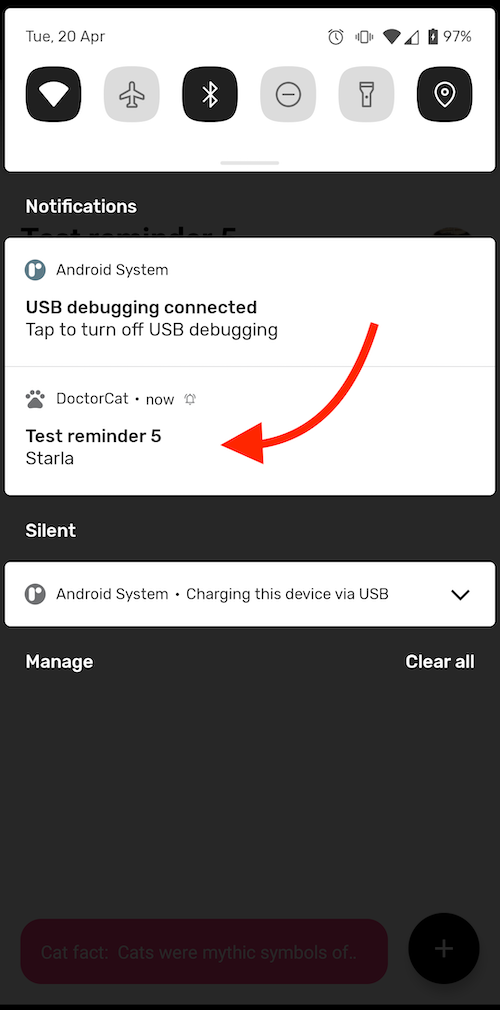 Tue, 20 Apr 97%
Notifications
Test reminder 5
Android System
USB debugging connected
Tap to turn off USB debugging
DoctorCat • now
Test reminder 5
Starla
Silent
Android System • Charging this device via USB
Manage Clear all
Cat fact: Cats were mythic symbols of..